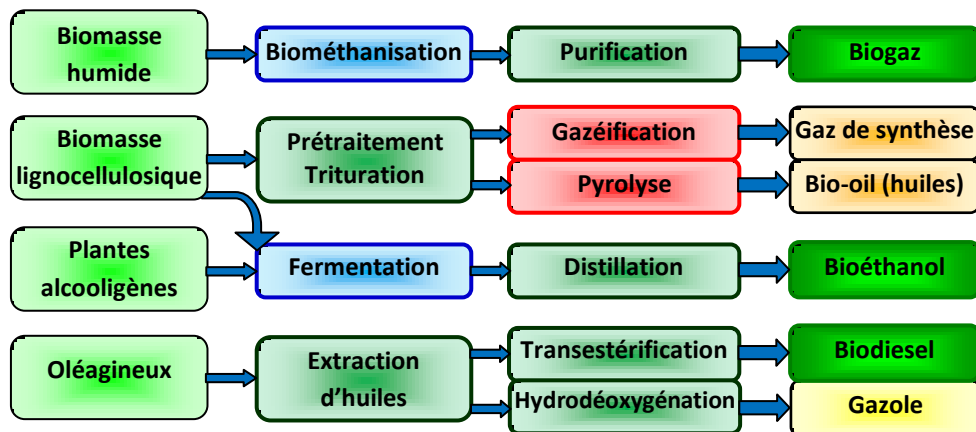 Biomasse
humide
Biométhanisation
Purification
Biogaz
Biomasse
lignocellulosique
Prétraitement
Trituration
Gazéification
Gaz de synthèse
Pyrolyse
Bio-oil (huiles)
Plantes
alcooligènes
Fermentation
Distillation
Bioéthanol
Oléagineux
Extraction
d’huiles
Transestérification
Biodiesel
Hydrodéoxygénation
Gazole